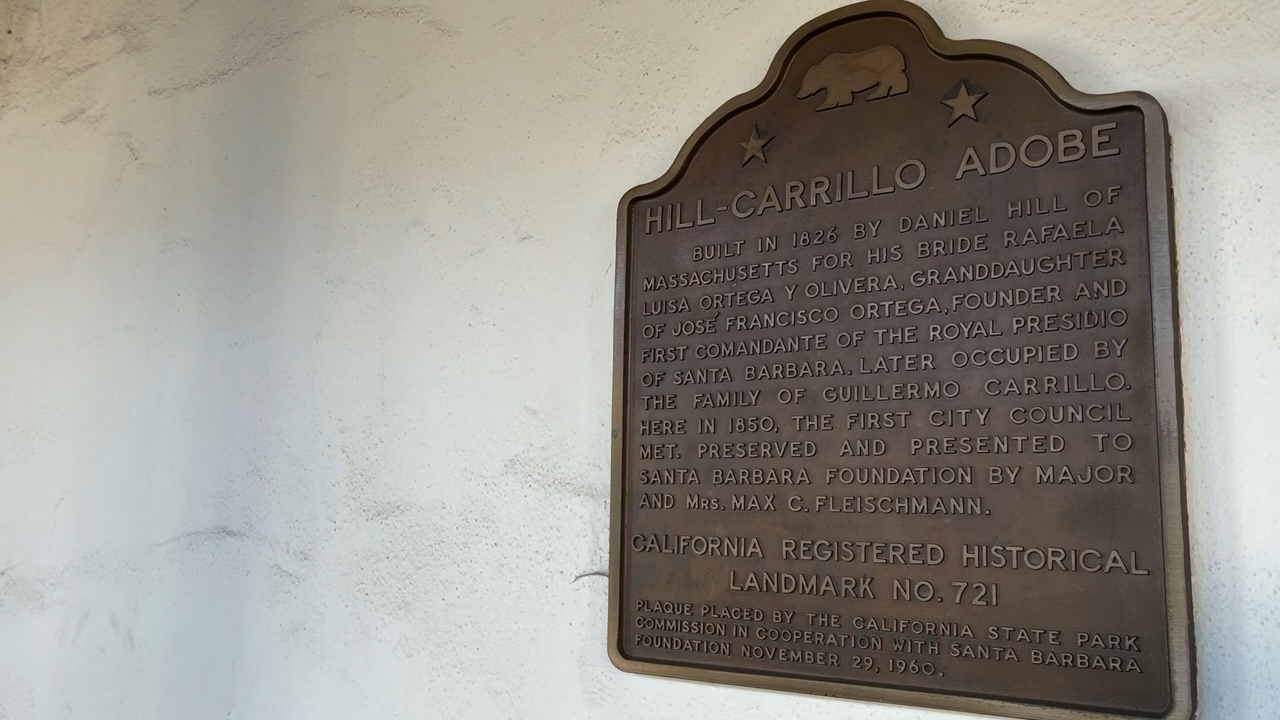 HILL-CARRILLO ADOBE
BUILT IN 1826 BY DANIEL HILL OF
MASSACHUSETTS FOR HIS BRIDE RAFAELA
LUISA ORTEGA Y OLIVERA, GRANDDAUGHTER
OF JOSÉ FRANCISCO ORTEGA, FOUNDER AND
FIRST COMANDANTE OF THE ROYAL PRESIDIO
OF SANTA BARBARA. LATER OCCUPIED BY
THE FAMILY OF GUILLERMO CARRILLO.
HERE IN 1850, THE FIRST CITY COUNCIL
MET. PRESERVED AND PRESENTED TO
SANTA BARBARA FOUNDATION BY MAJOR
AND MRS. MAX C. FLEISCHMANN.
CALIFORNIA REGISTERED HISTORICAL
LANDMARK NO. 721
PLAQUE PLACED BY THE CALIFORNIA STATE PARK
COMMISSION IN COOPERATION WITH SANTA BARBARA
FOUNDATION NOVEMBER 29, 1960.